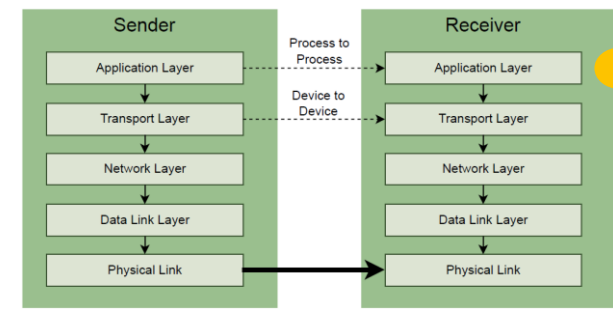 Sender
Receiver
Process to
Process
Application Layer
Application Layer
Device to
Device
Transport Layer
Transport Layer
Network Layer
Network Layer
Data Link Layer
Data Link Layer
Physical Link
Physical Link